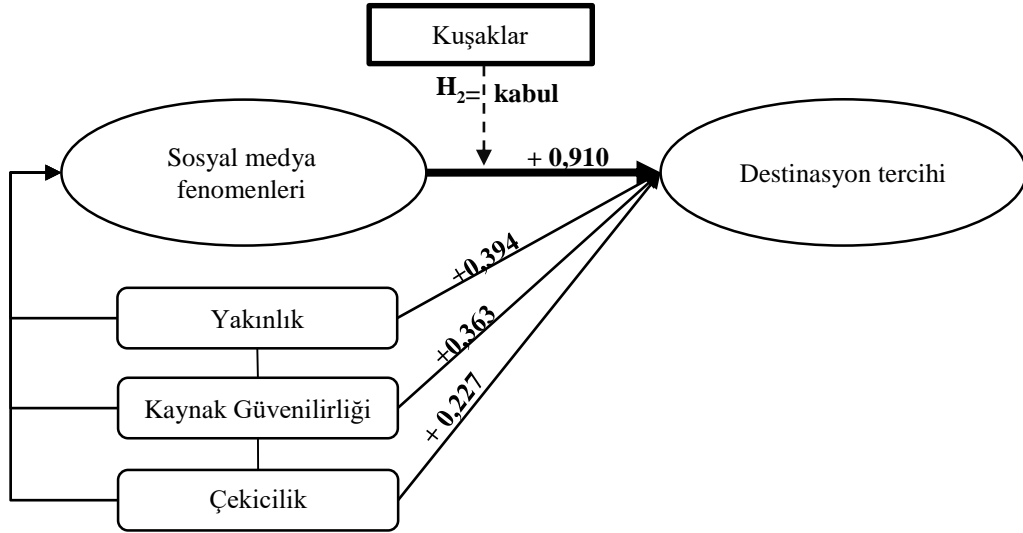 Kuşaklar
H₂= kabul
Sosyal medya
fenomenleri
+ 0,910
Destinasyon tercihi
+0,394
Yakınlık
+0,363
Kaynak Güvenilirliği
+ 0,227
Çekicilik